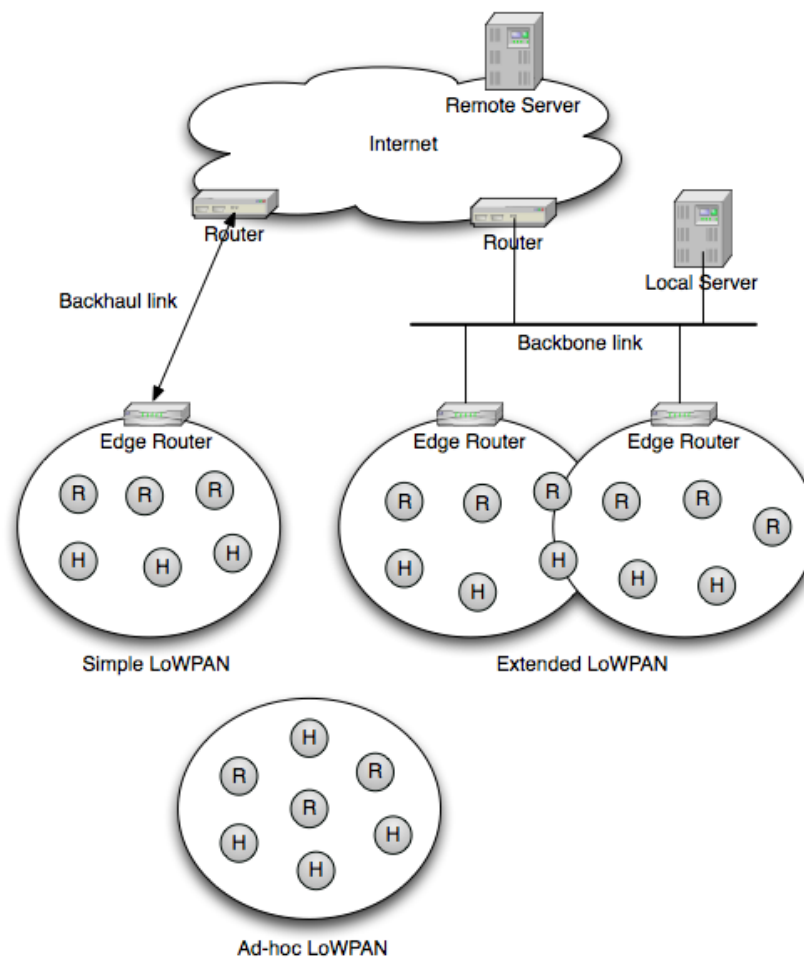 Remote Server
Internet
Router
Router
Local Server
Backhaul link
Backbone link
Edge Router
Edge Router
Edge Router
R R R
H H H
R R R R R R
H H H H H
Simple LoWPAN
Extended LoWPAN
H
R R
R
H H
H
Ad-hoc LoWPAN